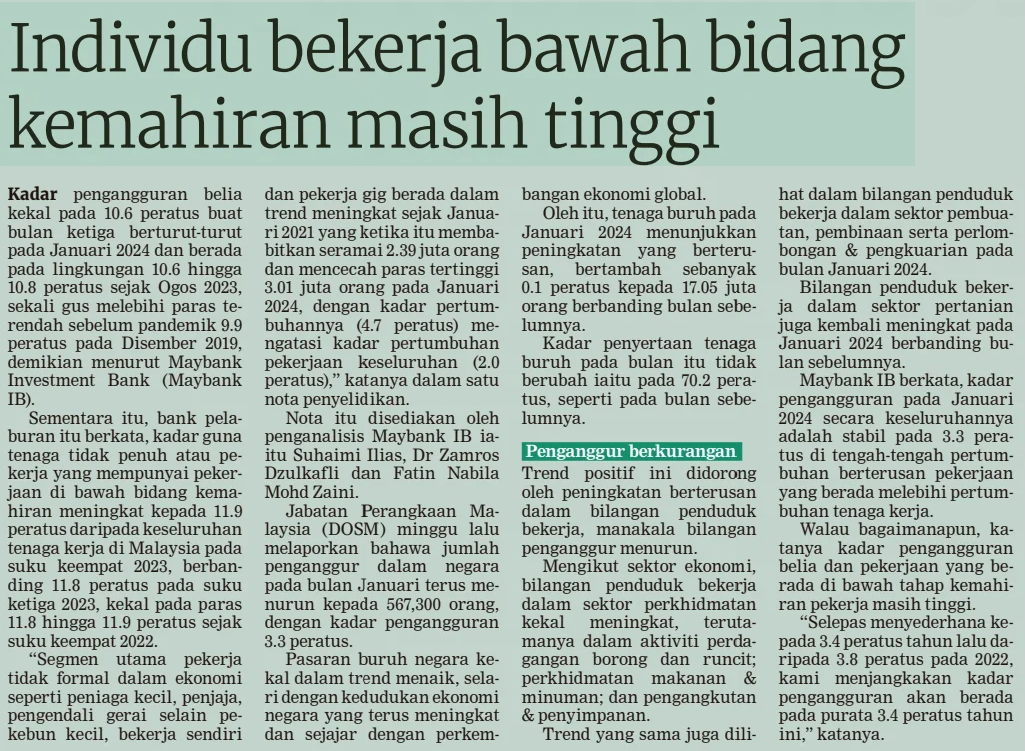 Individu bekerja bawah bidang
kemahiran masih tinggi
Kadar pengangguran belia
kekal pada 10.6 peratus buat
bulan ketiga berturut-turut
pada Januari 2024 dan berada
pada lingkungan 10.6 hingga
10.8 peratus sejak Ogos 2023,
sekali gus melebihi paras te-
rendah sebelum pandemik 9.9
peratus pada Disember 2019,
demikian menurut Maybank
Investment Bank (Maybank
IB).
Sementara itu, bank pela-
buran itu berkata, kadar guna
tenaga tidak penuh atau pe-
kerja yang mempunyai peker-
jaan di bawah bidang kema-
hiran meningkat kepada 11.9
peratus daripada keseluruhan
tenaga kerja di Malaysia pada
suku keempat 2023, berban-
ding 11.8 peratus pada suku
ketiga 2023, kekal pada paras
11.8 hingga 11.9 peratus sejak
suku keempat 2022.
“Segmen utama pekerja
tidak formal dalam ekonomi
seperti peniaga kecil, penjaja,
pengendali gerai selain pe-
kebun kecil, bekerja sendiri
dan pekerja gig berada dalam
trend meningkat sejak Janua-
ri 2021 yang ketika itu memba-
bitkan seramai 2.39 juta orang
dan mencecah paras tertinggi
3.01 juta orang pada Januari
2024, dengan kadar pertum-
buhannya (4.7 peratus) me-
ngatasi kadar pertumbuhan
pekerjaan keseluruhan (2.0
peratus),” katanya dalam satu
nota penyelidikan.
Nota itu disediakan oleh
penganalisis Maybank IB ia-
itu Suhaimi Ilias, Dr Zamros
Dzulkafli dan Fatin Nabila
Mohd Zaini.
Jabatan Perangkaan Ma-
laysia (DOSM) minggu lalu
melaporkan bahawa jumlah
penganggur dalam negara
pada bulan Januari terus me-
nurun kepada 567,300 orang,
dengan kadar pengangguran
3.3 peratus.
Pasaran buruh negara ke-
kal dalam trend menaik, sela-
ri dengan kedudukan ekonomi
negara yang terus meningkat
dan sejajar dengan perkem-
bangan ekonomi global.
Oleh itu, tenaga buruh pada
Januari 2024 menunjukkan
peningkatan yang berteru-
san, bertambah sebanyak
0.1 peratus kepada 17.05 juta
orang berbanding bulan sebe-
lumnya.
Kadar penyertaan tenaga
buruh pada bulan itu tidak
berubah iaitu pada 70.2 pera-
tus, seperti pada bulan sebe-
lumnya.
Penganggur berkurangan
Trend positif ini didorong
oleh peningkatan berterusan
dalam bilangan penduduk
bekerja, manakala bilangan
penganggur menurun.
Mengikut sektor ekonomi,
bilangan penduduk bekerja
dalam sektor perkhidmatan
kekal meningkat, teruta-
manya dalam aktiviti perda-
gangan borong dan runcit;
perkhidmatan makanan &
minuman; dan pengangkutan
& penyimpanan.
Trend yang sama juga dili-
hat dalam bilangan penduduk
bekerja dalam sektor pembua-
tan, pembinaan serta perlom-
bongan & pengkuarian pada
bulan Januari 2024.
Bilangan penduduk beker-
ja dalam sektor pertanian
juga kembali meningkat pada
Januari 2024 berbanding bu-
lan sebelumnya.
Maybank IB berkata, kadar
pengangguran pada Januari
2024 secara keseluruhannya
adalah stabil pada 3.3 pera-
tus di tengah-tengah pertum-
buhan berterusan pekerjaan
yang berada melebihi pertum-
buhan tenaga kerja.
Walau bagaimanapun, ka-
tanya kadar pengangguran
belia dan pekerjaan yang be-
rada di bawah tahap kemahi-
ran pekerja masih tinggi.
“Selepas menyederhana ke-
pada 3.4 peratus tahun lalu da-
ripada 3.8 peratus pada 2022,
kami menjangkakan kadar
pengangguran akan berada
pada purata 3.4 peratus tahun
ini,” katanya.